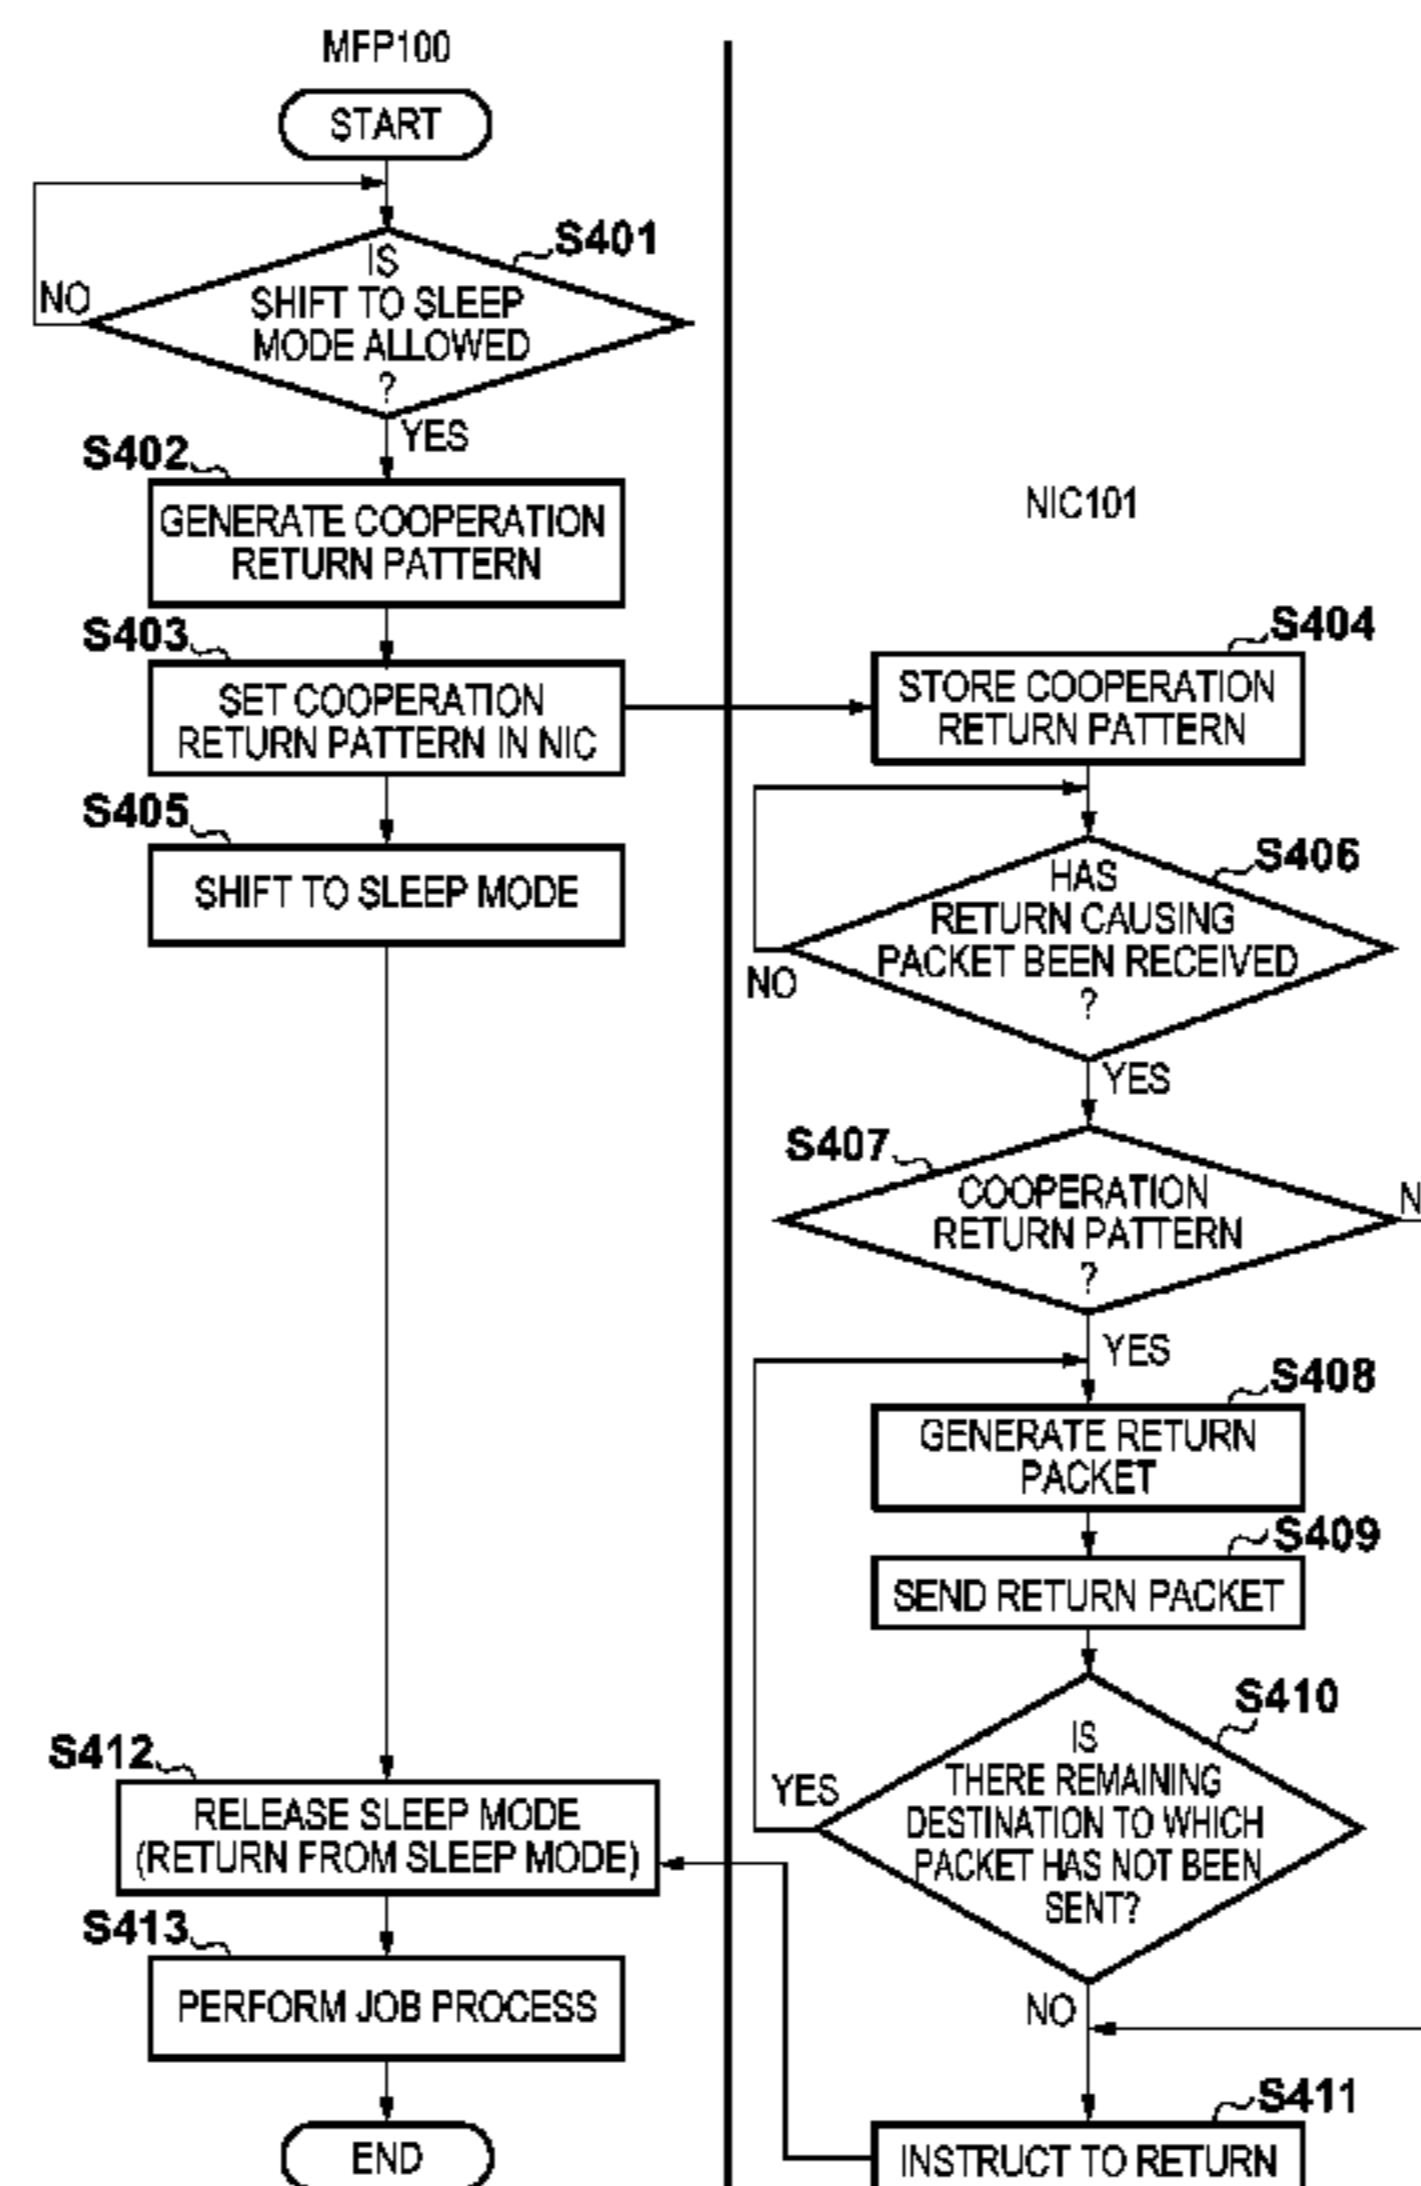 MFP100
START
S401
IS
SHIFT TO SLEEP
MODE ALLOWED
?
NO
YES
S402
GENERATE COOPERATION
RETURN PATTERN
S403
SET COOPERATION
RETURN PATTERN IN NIC
S405
SHIFT TO SLEEP MODE
S412
RELEASE SLEEP MODE
(RETURN FROM SLEEP MODE)
S413
PERFORM JOB PROCESS
END
NIC101
S404
STORE COOPERATION
RETURN PATTERN
S406
HAS
RETURN CAUSING
PACKET BEEN RECEIVED
?
NO
YES
S407
COOPERATION
RETURN PATTERN
?
N
YES
S408
GENERATE RETURN
PACKET
S409
SEND RETURN PACKET
S410
IS
THERE REMAINING
DESTINATION TO WHICH
PACKET HAS NOT BEEN
SENT?
YES
NO
S411
INSTRUCT TO RETURN